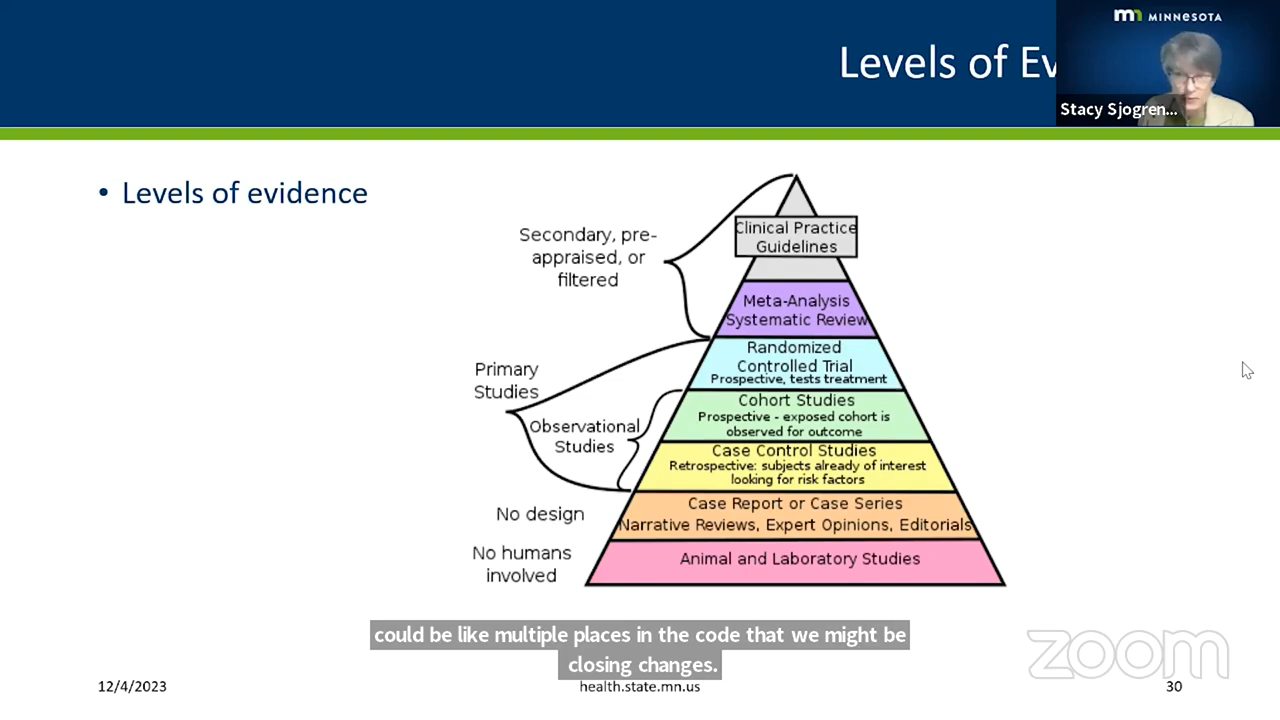 mn MINNESOTA
Levels of Ev
Stacy Sjogren...
• Levels of evidence
Secondary, pre-
appraised, or
filtered
Clinical Practice
Guidelines
Meta-Analysis
Systematic Review
Primary
Studies
Randomized
Controlled Trial
Prospective, tests treatment
Observational
Studies
Cohort Studies
Prospective - exposed cohort is
observed for outcome
Case Control Studies
Retrospective: subjects already of interest
looking for risk factors
No design
Case Report or Case Series
Narrative Reviews, Expert Opinions, Editorials
No humans
involved
Animal and Laboratory Studies
could be like multiple places in the code that we might be
closing changes.
zoom
12/4/2023
health.state.mn.us
30